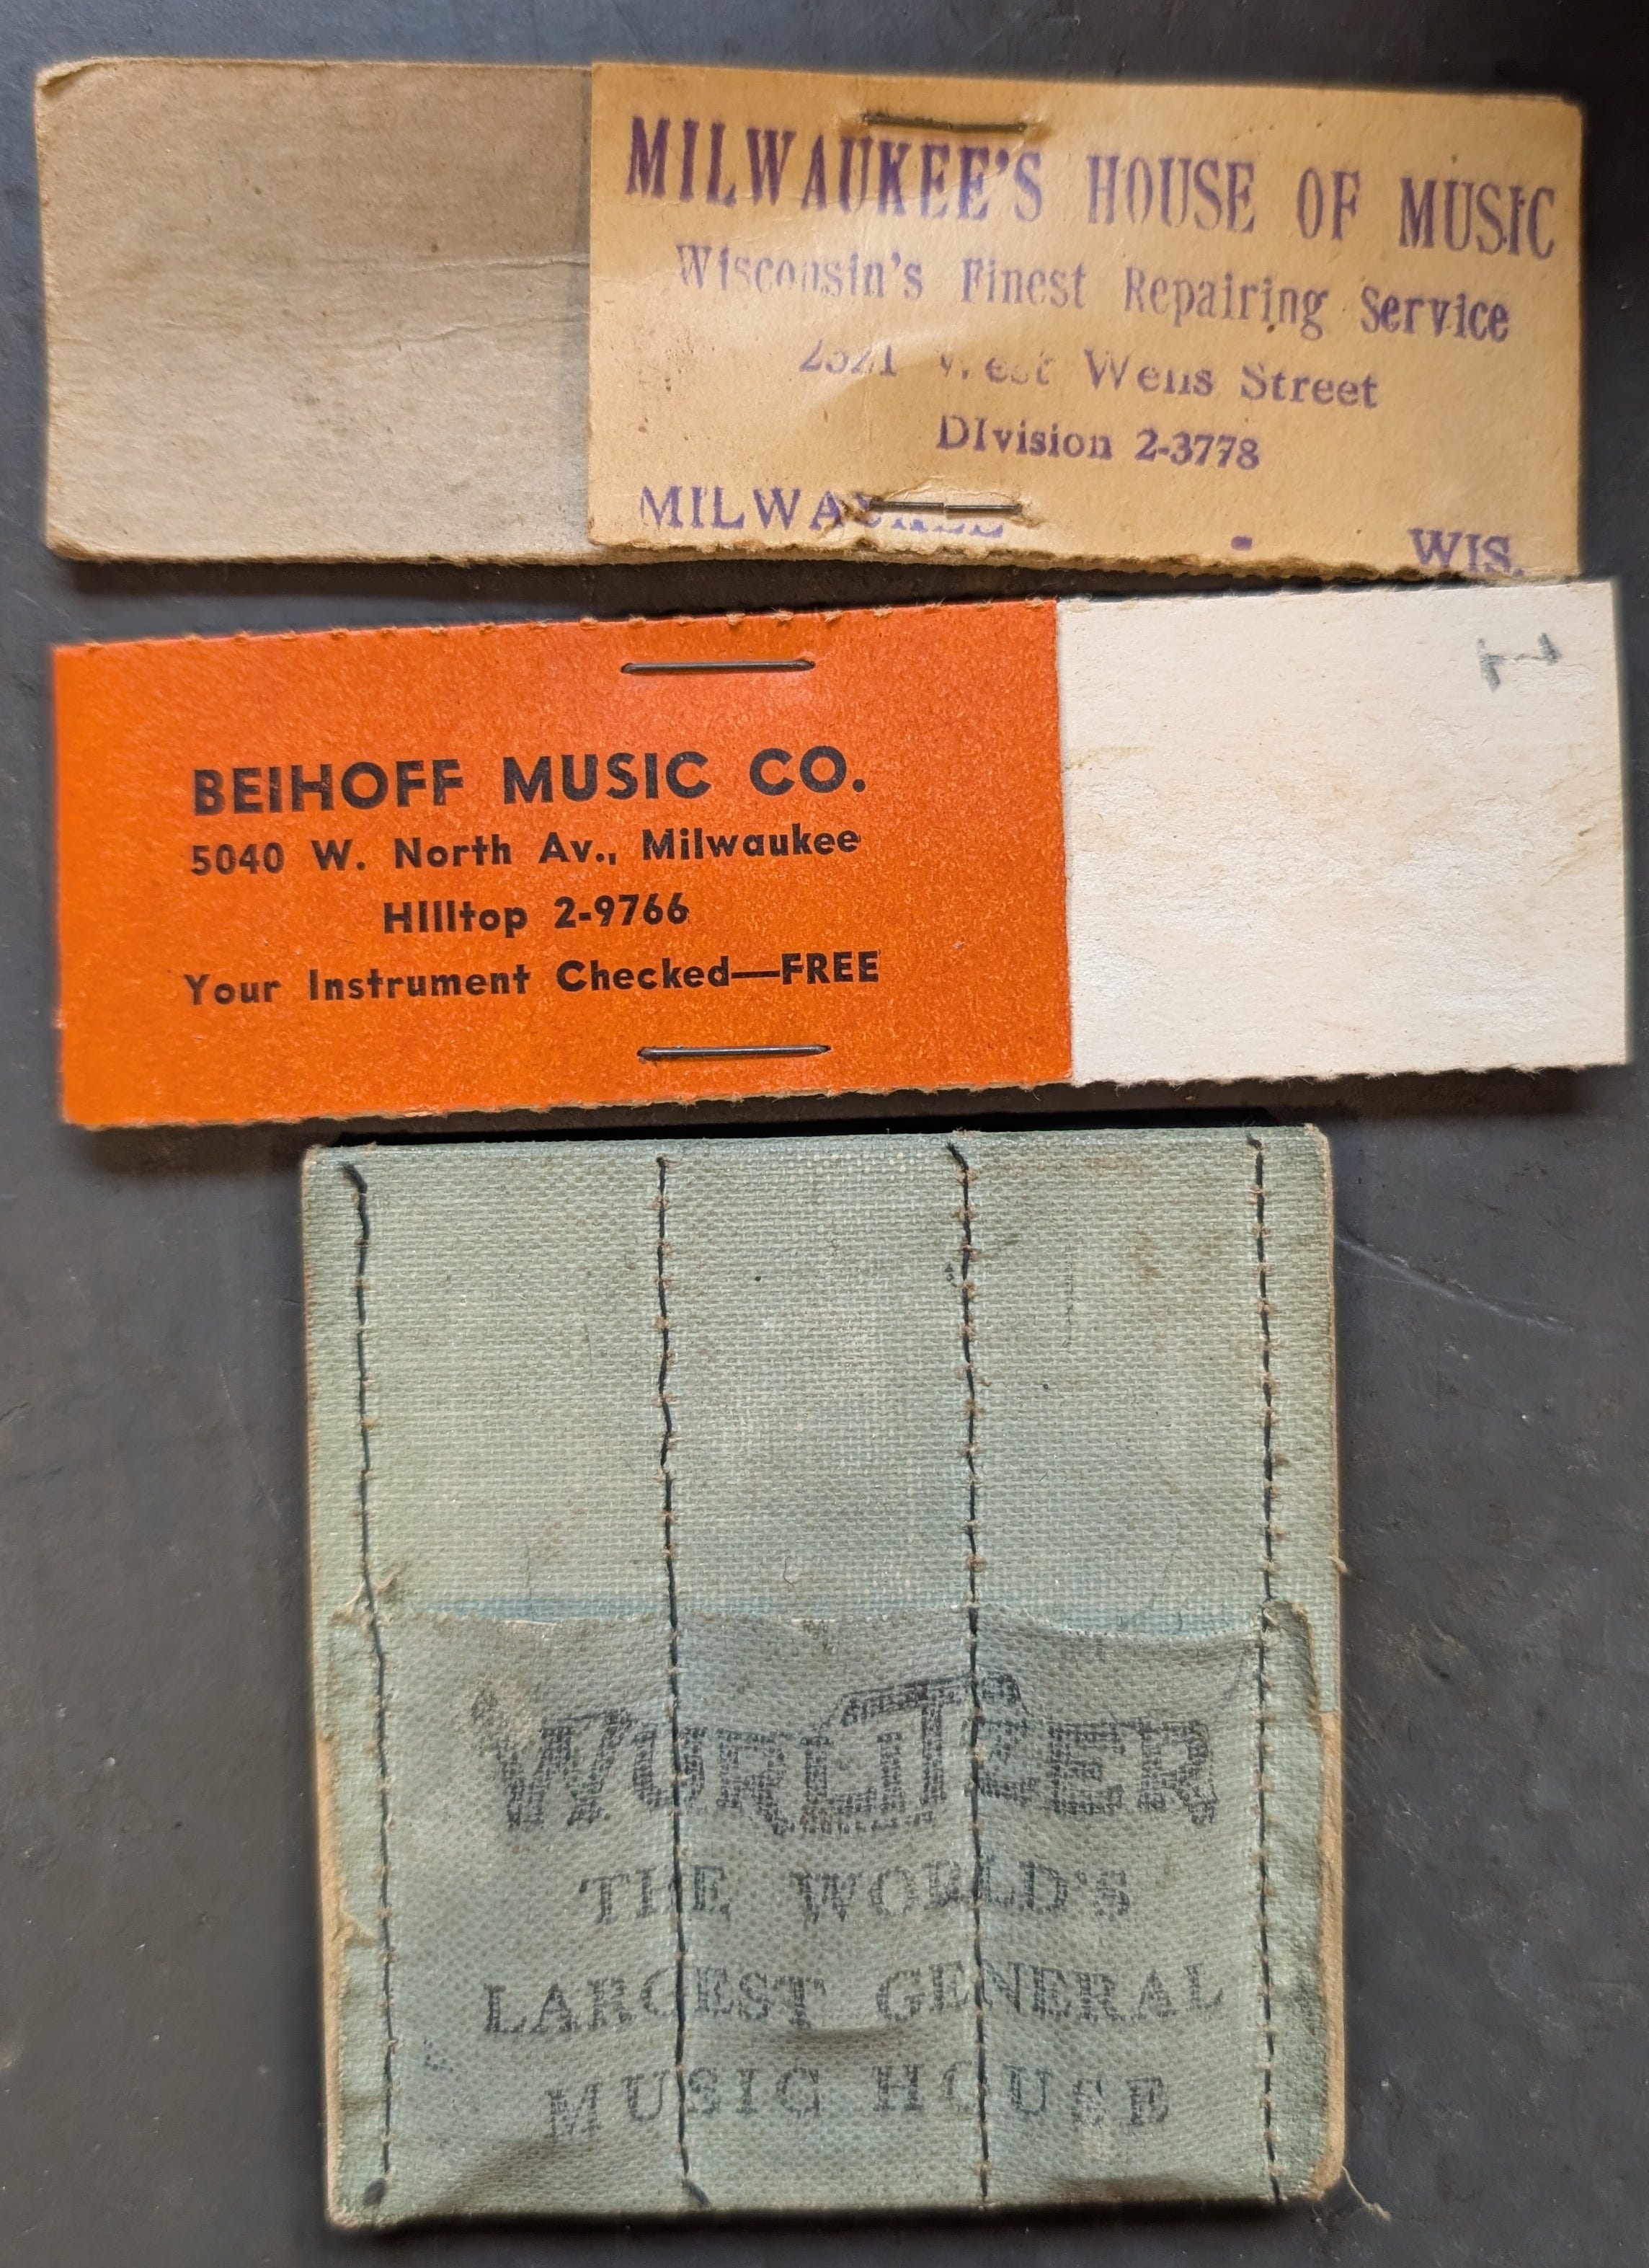 MILWAUKEE'S HOUSE OF MUSIC
Wisconsin's Finest Repairing Service
West Wells Street
DIvision 2-3778
MILWAUKEE - WIS.
BEIHOFF MUSIC CO.
5040 W. North Av., Milwaukee
HIlltop 2-9766
Your Instrument Checked—FREE
WURLITZER
THE WORLD'S
LARGEST GENERAL
MUSIC HOUSE